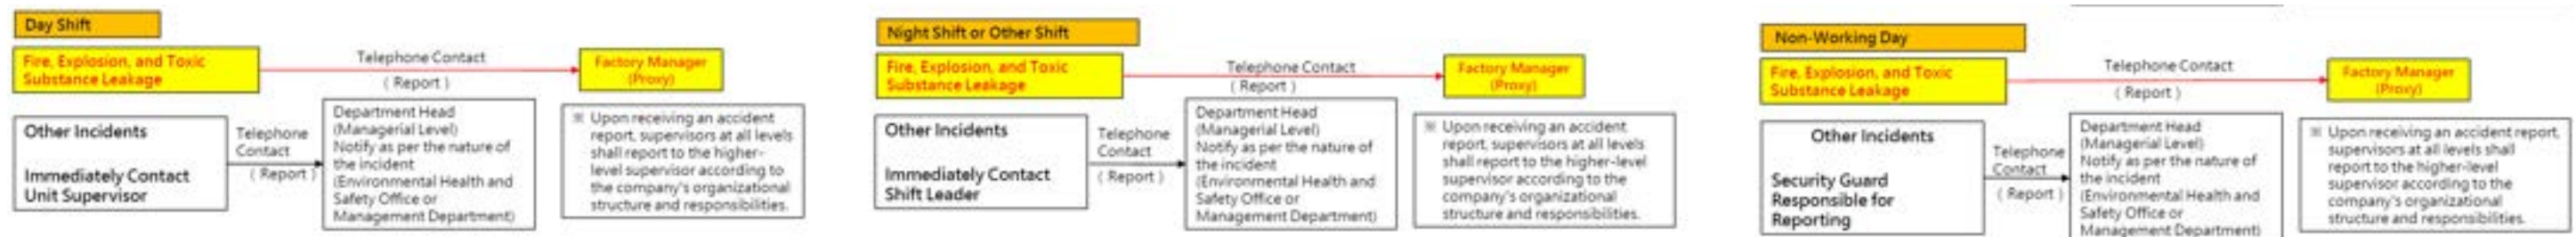 Day Shift
Fire, Explosion, and Toxic
Substance Leakage
Telephone Contact
( Report )
Factory Manager
(Proxy)
Other Incidents
Immediately Contact
Unit Supervisor
Telephone
Contact
( Report )
Department Head
(Managerial Level)
Notify as per the nature of
the incident
(Environmental Health and
Safety Office or
Management Department)
※ Upon receiving an accident
report, supervisors at all levels
shall report to the higher-
level supervisor according to
the company's organizational
structure and responsibilities.
Night Shift or Other Shift
Fire, Explosion, and Toxic
Substance Leakage
Telephone Contact
( Report )
Factory Manager
(Proxy)
Other Incidents
Immediately Contact
Shift Leader
Telephone
Contact
( Report )
Department Head
(Managerial Level)
Notify as per the nature of
the incident
(Environmental Health and
Safety Office or
Management Department)
※ Upon receiving an accident
report, supervisors at all levels
shall report to the higher-level
supervisor according to the
company's organizational
structure and responsibilities.
Non-Working Day
Fire, Explosion, and Toxic
Substance Leakage
Telephone Contact
( Report )
Factory Manager
(Proxy)
Other Incidents
Security Guard
Responsible for
Reporting
Telephone
Contact
( Report )
Department Head
(Managerial Level)
Notify as per the nature of
the incident
(Environmental Health and
Safety Office or
Management Department)
※ Upon receiving an accident report,
supervisors at all levels shall
report to the higher-level
supervisor according to the
company's organizational
structure and responsibilities.